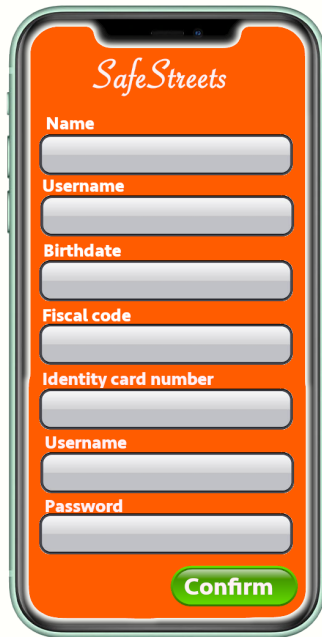 SafeStreets
Name
Username
Birthdate
Fiscal code
Identity card number
Username
Password
Confirm